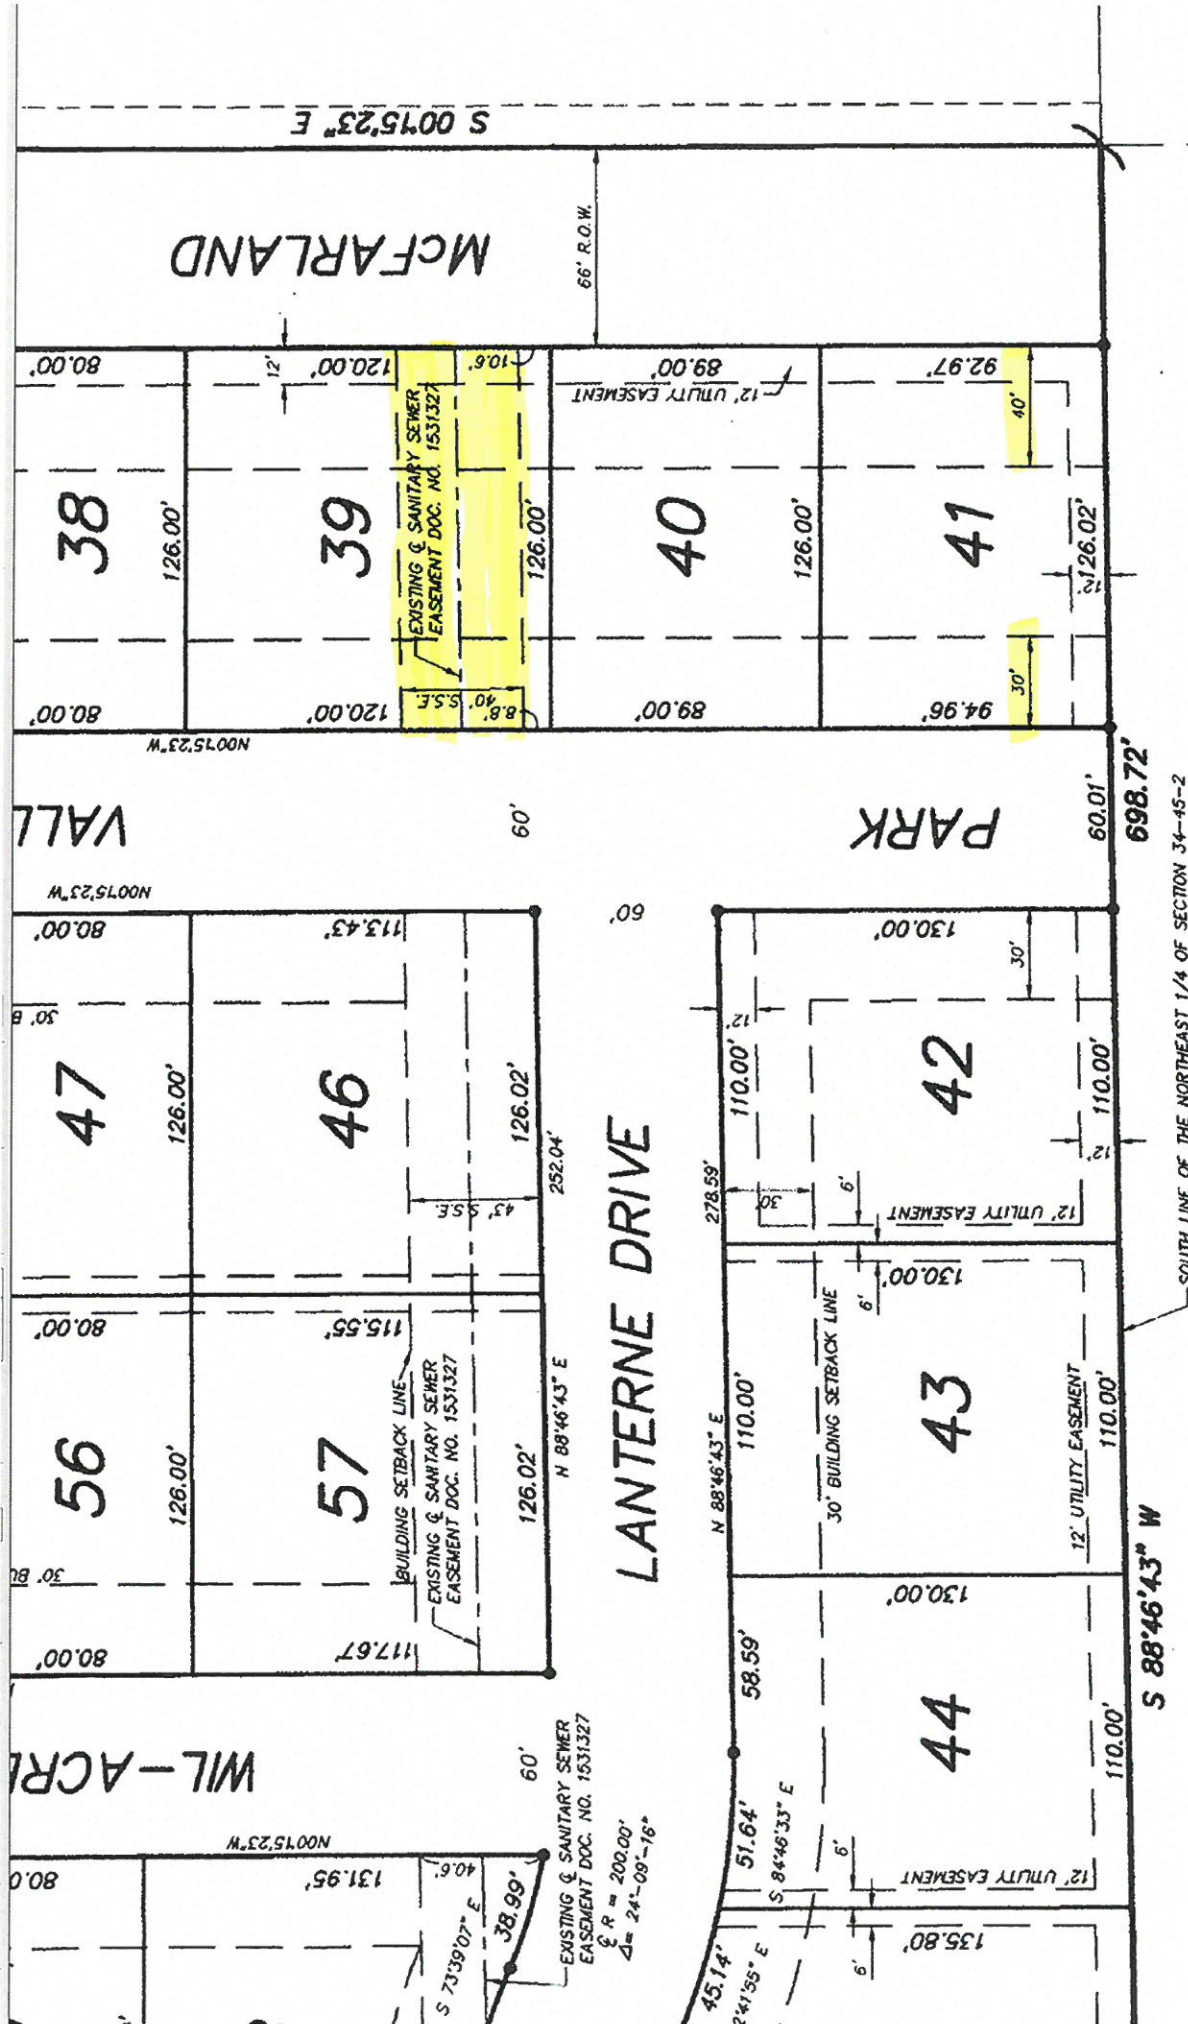 S 00°15'23" E
McFARLAND
66' R.O.W.
80.00'
12'
120.00'
10.6'
89.00'
12' UTILITY EASEMENT
92.97'
40'
38
126.00'
39
EXISTING ℄ SANITARY SEWER
EASEMENT DOC. NO. 1531327
126.00'
40
126.00'
41
126.02'
12'
80.00'
120.00'
40' S.S.E.
8.8'
89.00'
94.96'
30'
N00°15'23"W
60'
PARK
60.01'
698.72'
N00°15'23"W
60'
80.00'
113.43'
130.00'
30'
47
126.00'
46
126.02'
252.04'
43' S.S.E.
12'
110.00'
42
110.00'
12'
278.59'
30'
6'
12' UTILITY EASEMENT
SOUTH LINE OF THE NORTHEAST 1/4 OF SECTION 34-45-2
LANTERNE DRIVE
80.00'
115.55'
130.00'
6'
56
126.00'
57
BUILDING SETBACK LINE
EXISTING ℄ SANITARY SEWER
EASEMENT DOC. NO. 1531327
126.02'
N 88°46'43" E
N 88°46'43" E
110.00'
30' BUILDING SETBACK LINE
43
12' UTILITY EASEMENT
110.00'
30'
80.00'
117.67'
130.00'
S 88°46'43" W
60'
58.59'
44
110.00'
EXISTING ℄ SANITARY SEWER
EASEMENT DOC. NO. 1531327
℄ R = 200.00'
Δ= 24°-09'-16"
51.64'
S 84°46'33" E
6'
12' UTILITY EASEMENT
N00°15'23"W
131.95'
40.6'
38.99'
S 73°39'07" E
45.14'
135.80'
6'